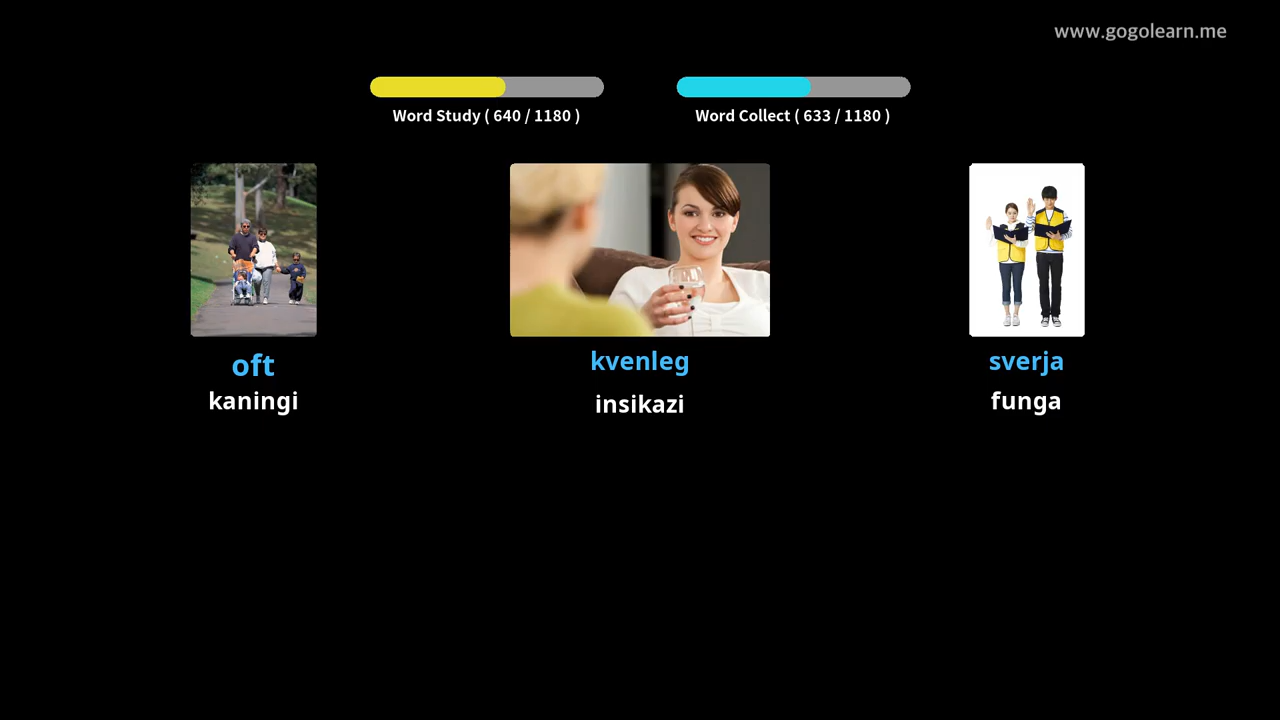 www.gogolearn.me
Word Study ( 640 / 1180 )
Word Collect ( 633 / 1180 )
oft
kaningi
kvenleg
insikazi
sverja
funga